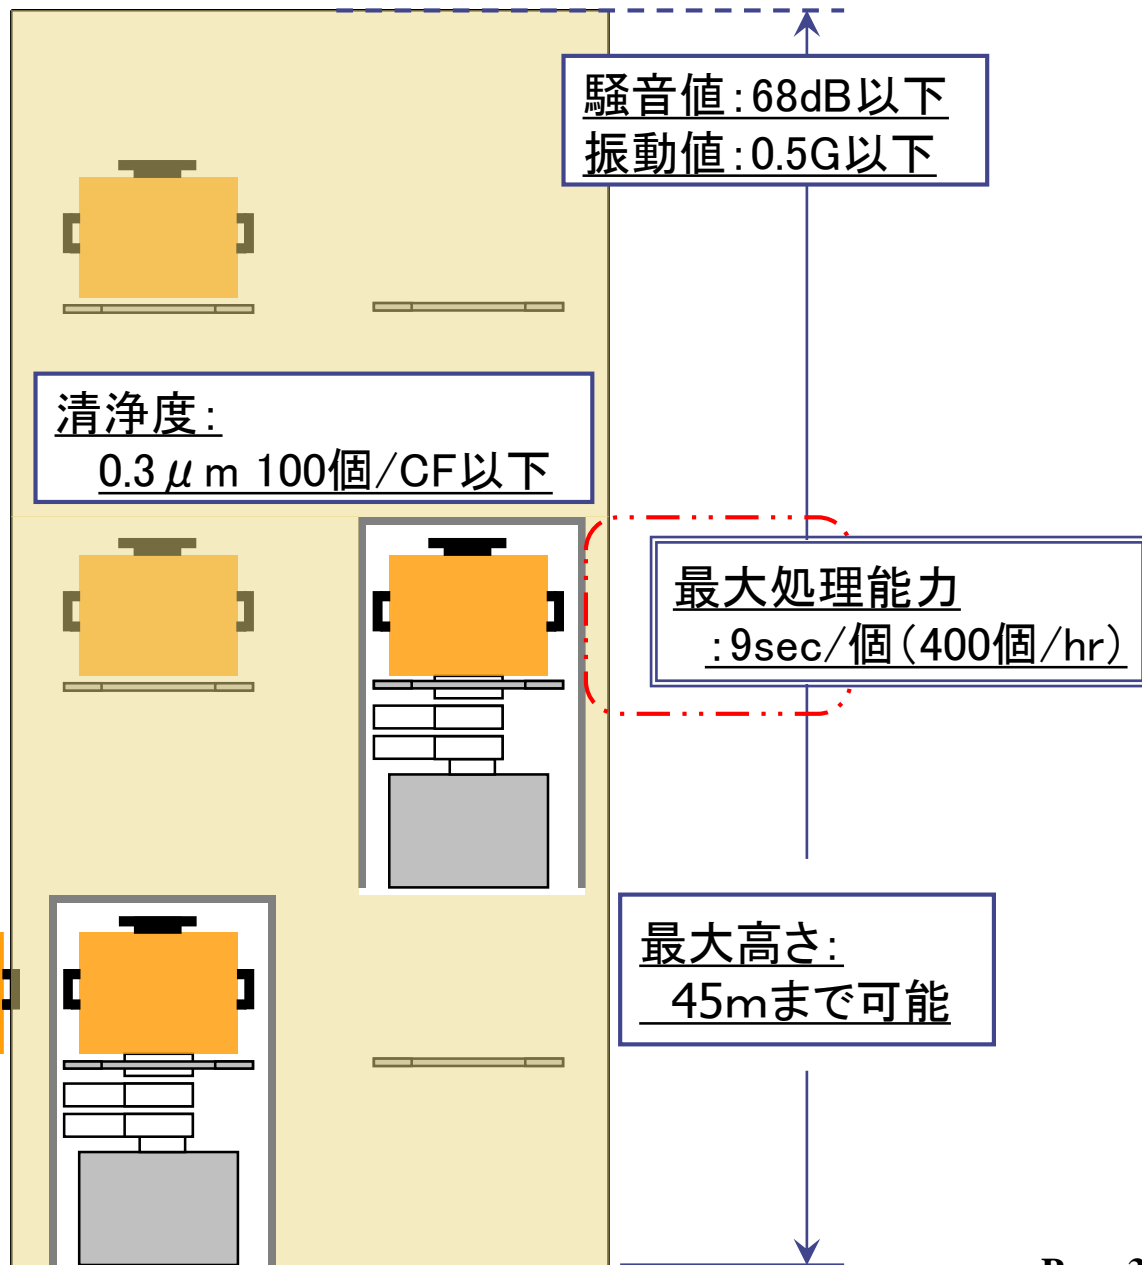 騒音値:68dB以下
振動値:0.5G以下
清浄度:
0.3μm 100個/CF以下
最大処理能力
:9sec/個(400個/hr)
最大高さ:
45mまで可能